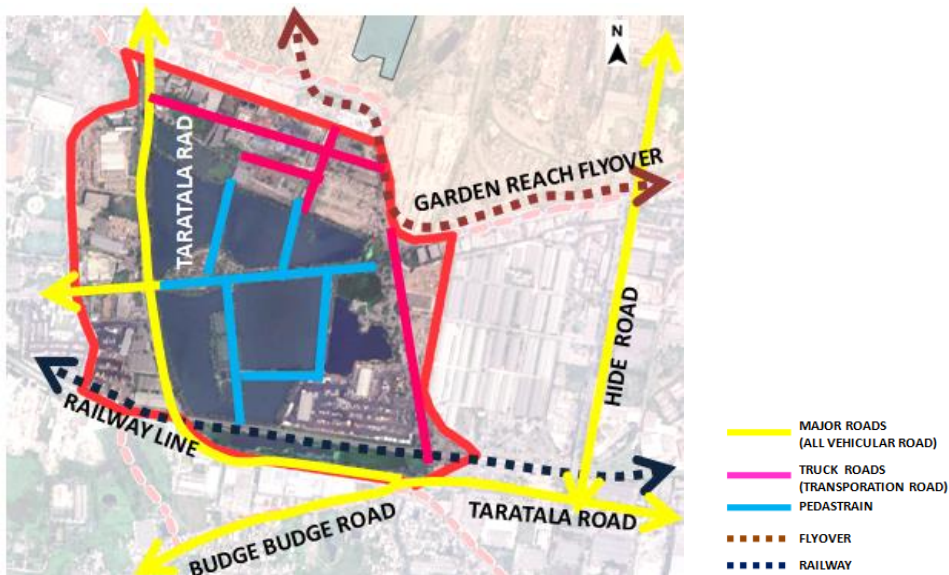 N
TARATALA RAD
GARDEN REACH FLYOVER
HIDE ROAD
RAILWAY LINE
BUDGE BUDGE ROAD
TARATALA ROAD
MAJOR ROADS
(ALL VEHICULAR ROAD)
TRUCK ROADS
(TRANSPORATION ROAD)
PEDASTRAIN
FLYOVER
RAILWAY